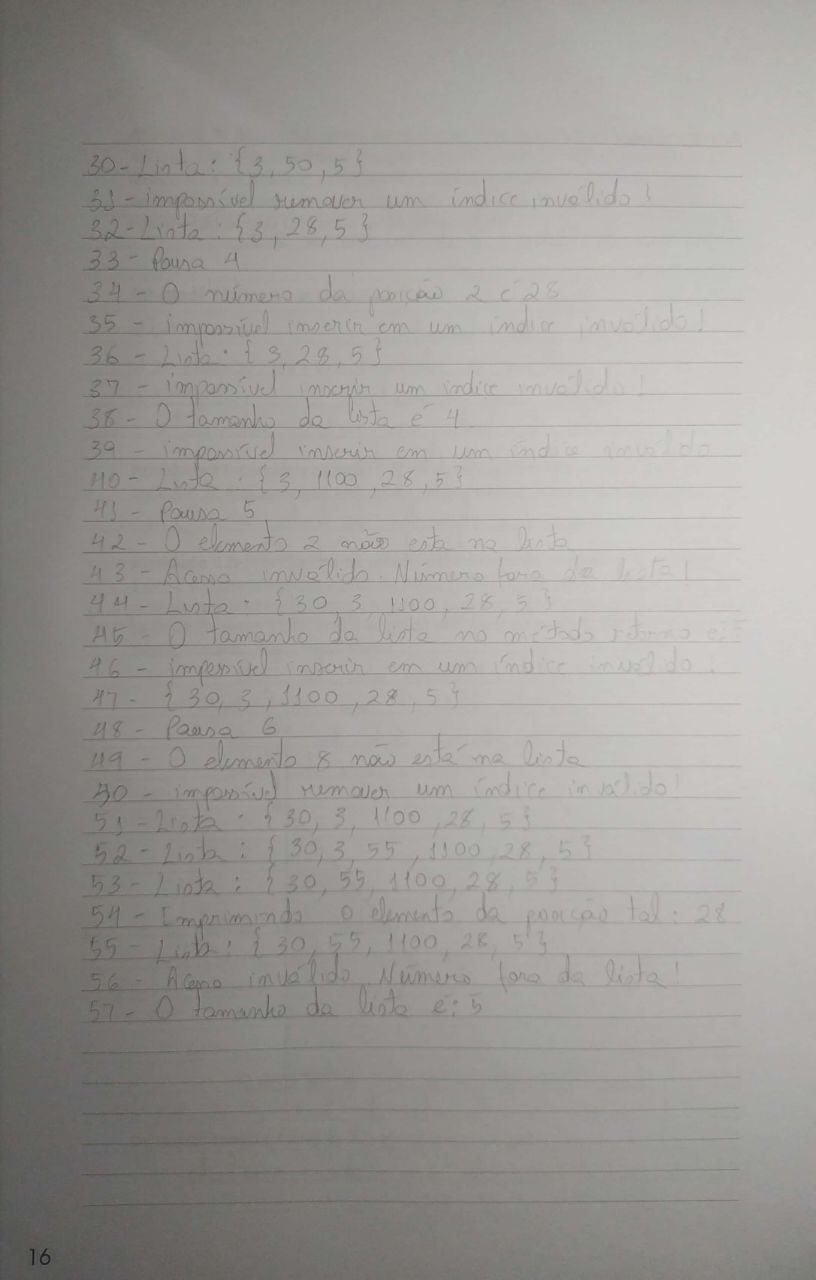 30 - Lista: {3, 50, 5}
31 - impossível remover um índice inválido!
32 - Lista: {3, 28, 5}
33 - Pausa 4
34 - O número da posição 2 é 28
35 - impossível inserir em um índice inválido!
36 - Lista: {3, 28, 5}
37 - impossível inserir um índice inválido!
38 - O tamanho da lista é 4
39 - impossível inserir em um índice inválido
40 - Lista: {3, 1100, 28, 5}
41 - Pausa 5
42 - O elemento 2 não esta na lista
43 - Acesso inválido. Número fora da lista!
44 - Lista: {30, 3, 1100, 28, 5}
45 - O tamanho da lista no método retorno e: 5
46 - impossível inserir em um índice inválido!
47 - {30, 3, 1100, 28, 5}
48 - Pausa 6
49 - O elemento 8 não está na lista
50 - impossível remover um índice inválido!
51 - Lista: {30, 3, 1100, 28, 5}
52 - Lista: {30, 3, 55, 1100, 28, 5}
53 - Lista: {30, 55, 1100, 28, 5}
54 - Imprimindo o elemento da posição tal: 28
55 - Lista: {30, 55, 1100, 28, 5}
56 - Acesso inválido. Número fora da lista!
57 - O tamanho da lista e: 5
16